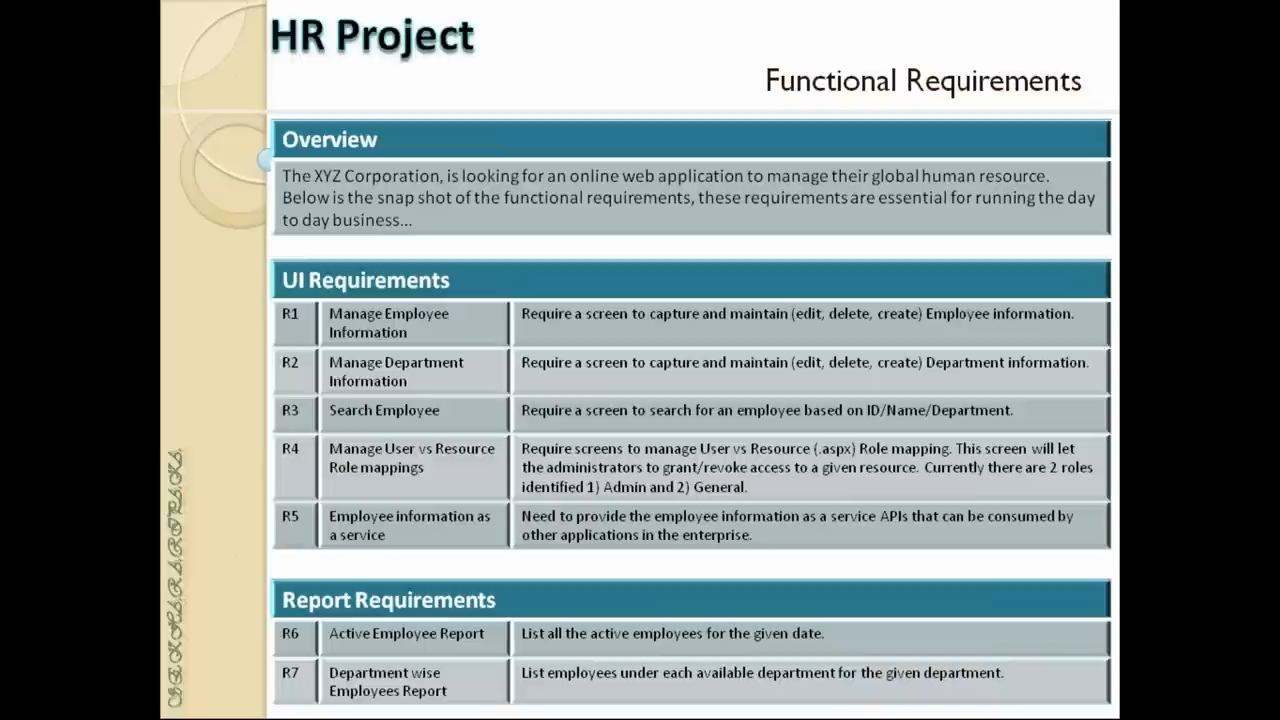 HR Project
Functional Requirements
Overview
The XYZ Corporation, is looking for an online web application to manage their global human resource.
Below is the snap shot of the functional requirements, these requirements are essential for running the day
to day business...
UI Requirements
R1
Manage Employee
Information
Require a screen to capture and maintain (edit, delete, create) Employee information.
R2
Manage Department
Information
Require a screen to capture and maintain (edit, delete, create) Department information.
R3
Search Employee
Require a screen to search for an employee based on ID/Name/Department.
R4
Manage User vs Resource
Role mappings
Require screens to manage User vs Resource (.aspx) Role mapping. This screen will let
the administrators to grant/revoke access to a given resource. Currently there are 2 roles
identified 1) Admin and 2) General.
R5
Employee information as
a service
Need to provide the employee information as a service APIs that can be consumed by
other applications in the enterprise.
Report Requirements
R6
Active Employee Report
List all the active employees for the given date.
R7
Department wise
Employees Report
List employees under each available department for the given department.